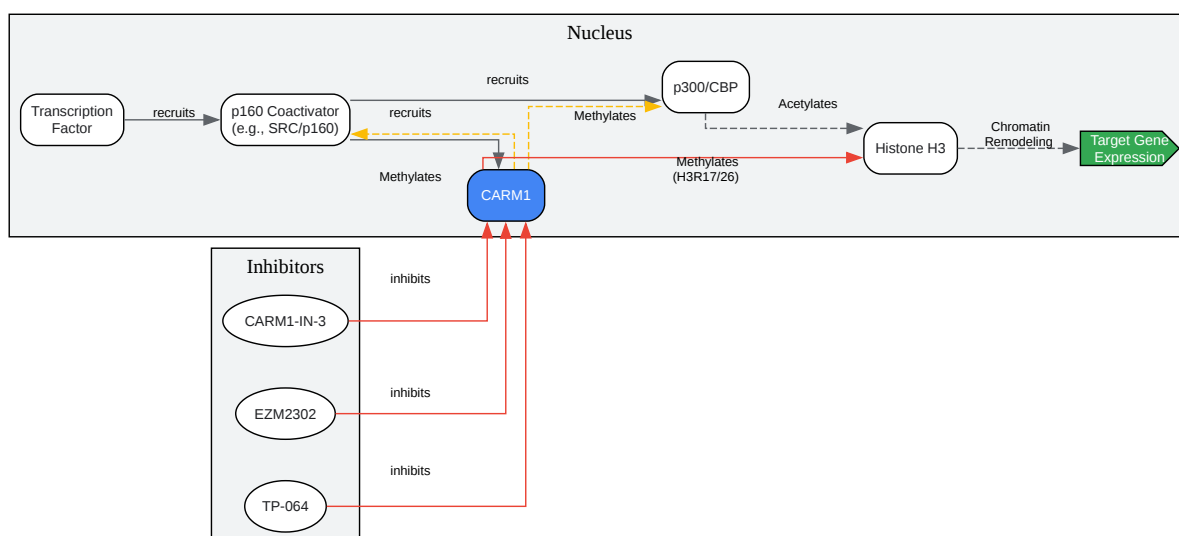 Nucleus
Transcription
Factor
recruits
p160 Coactivator
(e.g., SRC/p160)
recruits
recruits
Methylates
CARM1
Methylates
p300/CBP
Acetylates
Methylates
(H3R17/26)
Histone H3
Chromatin
Remodeling
Target Gene
Expression
Inhibitors
CARM1-IN-3
inhibits
EZM2302
inhibits
TP-064
inhibits